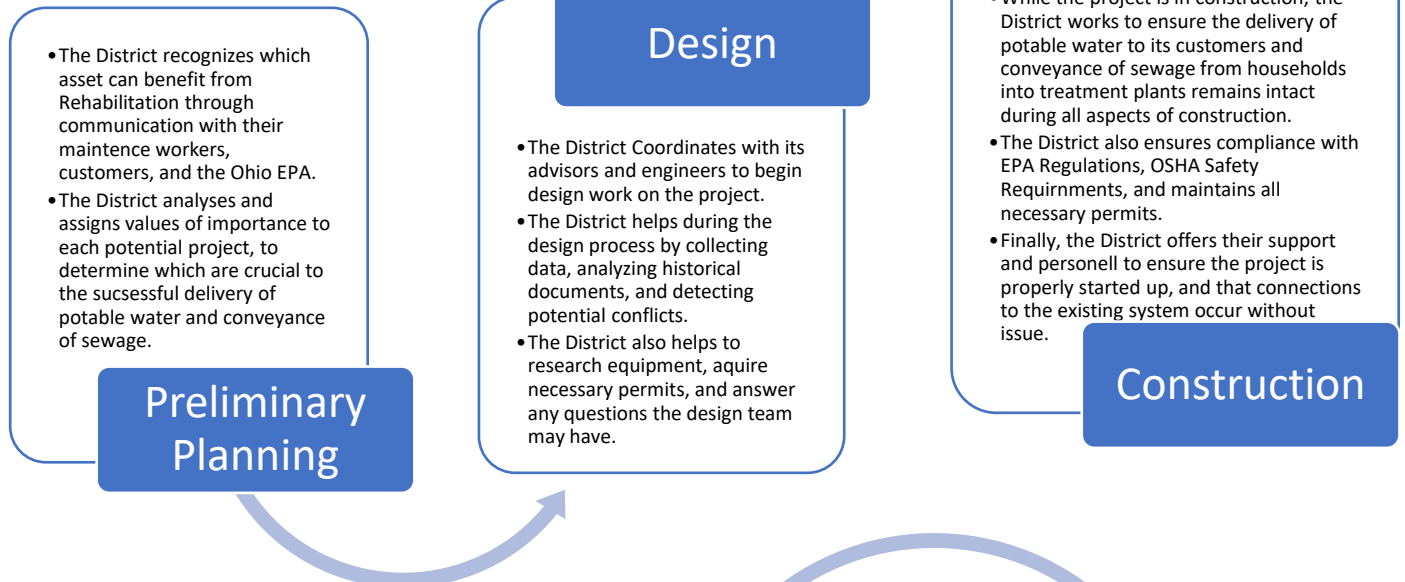 •The District recognizes which
asset can benefit from
Rehabilitation through
communication with their
maintence workers,
customers, and the Ohio EPA.
•The District analyses and
assigns values of importance to
each potential project, to
determine which are crucial to
the sucsessful delivery of
potable water and conveyance
of sewage.
Preliminary
Planning
Design
•The District Coordinates with its
advisors and engineers to begin
design work on the project.
•The District helps during the
design process by collecting
data, analyzing historical
documents, and detecting
potential conflicts.
•The District also helps to
research equipment, aquire
necessary permits, and answer
any questions the design team
may have.
•While the project is in construction, the
District works to ensure the delivery of
potable water to its customers and
conveyance of sewage from households
into treatment plants remains intact
during all aspects of construction.
•The District also ensures compliance with
EPA Regulations, OSHA Safety
Requirnments, and maintains all
necessary permits.
•Finally, the District offers their support
and personell to ensure the project is
properly started up, and that connections
to the existing system occur without
issue.
Construction